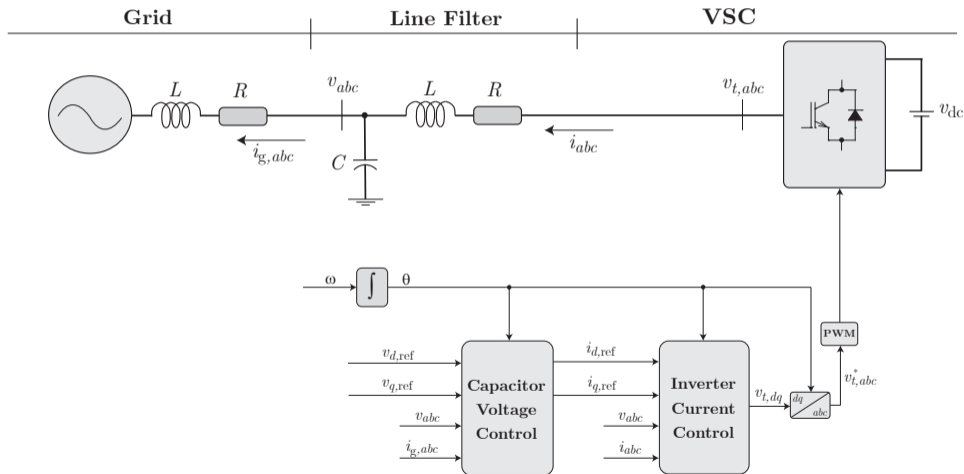 Grid Line Filter VSC
L R v_abc L R v_t,abc v_dc
i_g,abc C i_abc
ω ∫ θ
PWM
v_d,ref i_d,ref
v_q,ref Capacitor Voltage Control i_q,ref Inverter Current Control v_t,dq dq abc v*_t,abc
v_abc v_abc
i_g,abc i_abc